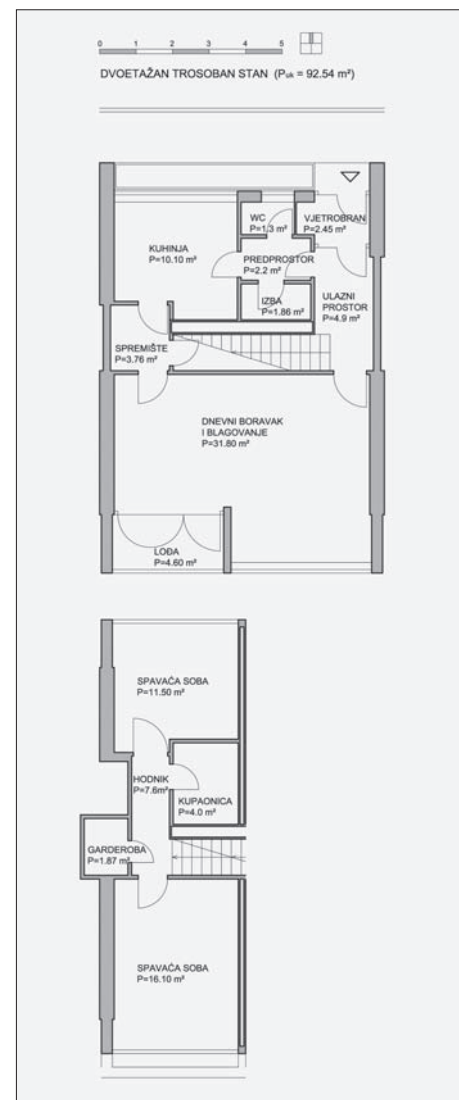 0 1 2 3 4 5
DVOETAŽAN TROSOBAN STAN (Puk = 92.54 m²)
WC
P=1.3 m²
VJETROBRAN
P=2.45 m²
KUHINJA
P=10.10 m²
PREDPROSTOR
P=2.2 m²
IZBA
P=1.86 m²
ULAZNI
PROSTOR
P=4.9 m²
SPREMIŠTE
P=3.76 m²
DNEVNI BORAVAK
I BLAGOVANJE
P=31.80 m²
LOĐA
P=4.60 m²
SPAVAĆA SOBA
P=11.50 m²
HODNIK
P=7.6m²
KUPAONICA
P=4.0 m²
GARDEROBA
P=1.87 m²
SPAVAĆA SOBA
P=16.10 m²